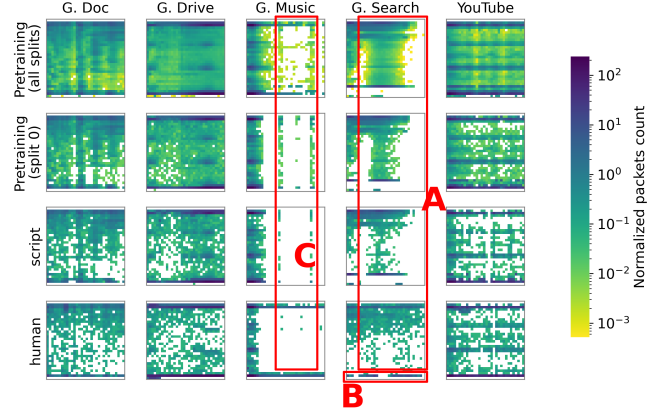 G. Doc G. Drive G. Music G. Search YouTube
Pretraining
(all splits)
Pretraining
(split 0)
script
human
A
C
B
10²
10¹
10⁰
10⁻¹
10⁻²
10⁻³
Normalized packets count